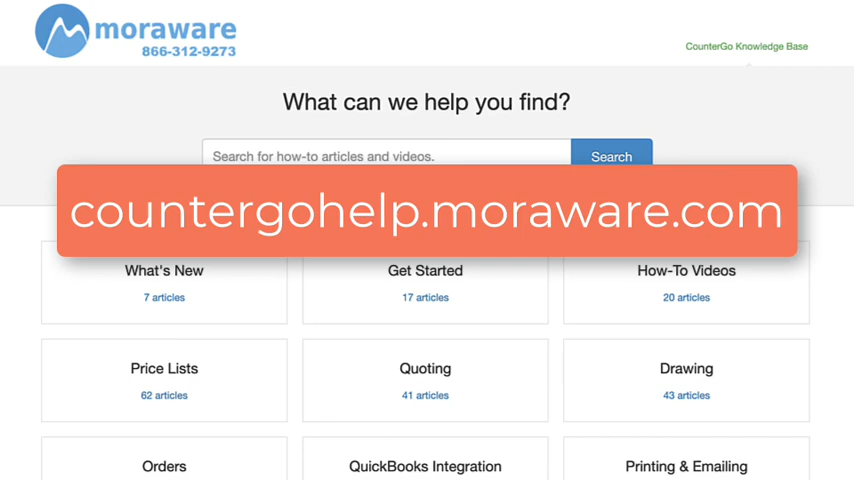 moraware
866-312-9273
CounterGo Knowledge Base
What can we help you find?
Search for how-to articles and videos.
Search
countergohelp.moraware.com
What's New
Get Started
How-To Videos
7 articles
17 articles
20 articles
Price Lists
Quoting
Drawing
62 articles
41 articles
43 articles
Orders
QuickBooks Integration
Printing & Emailing